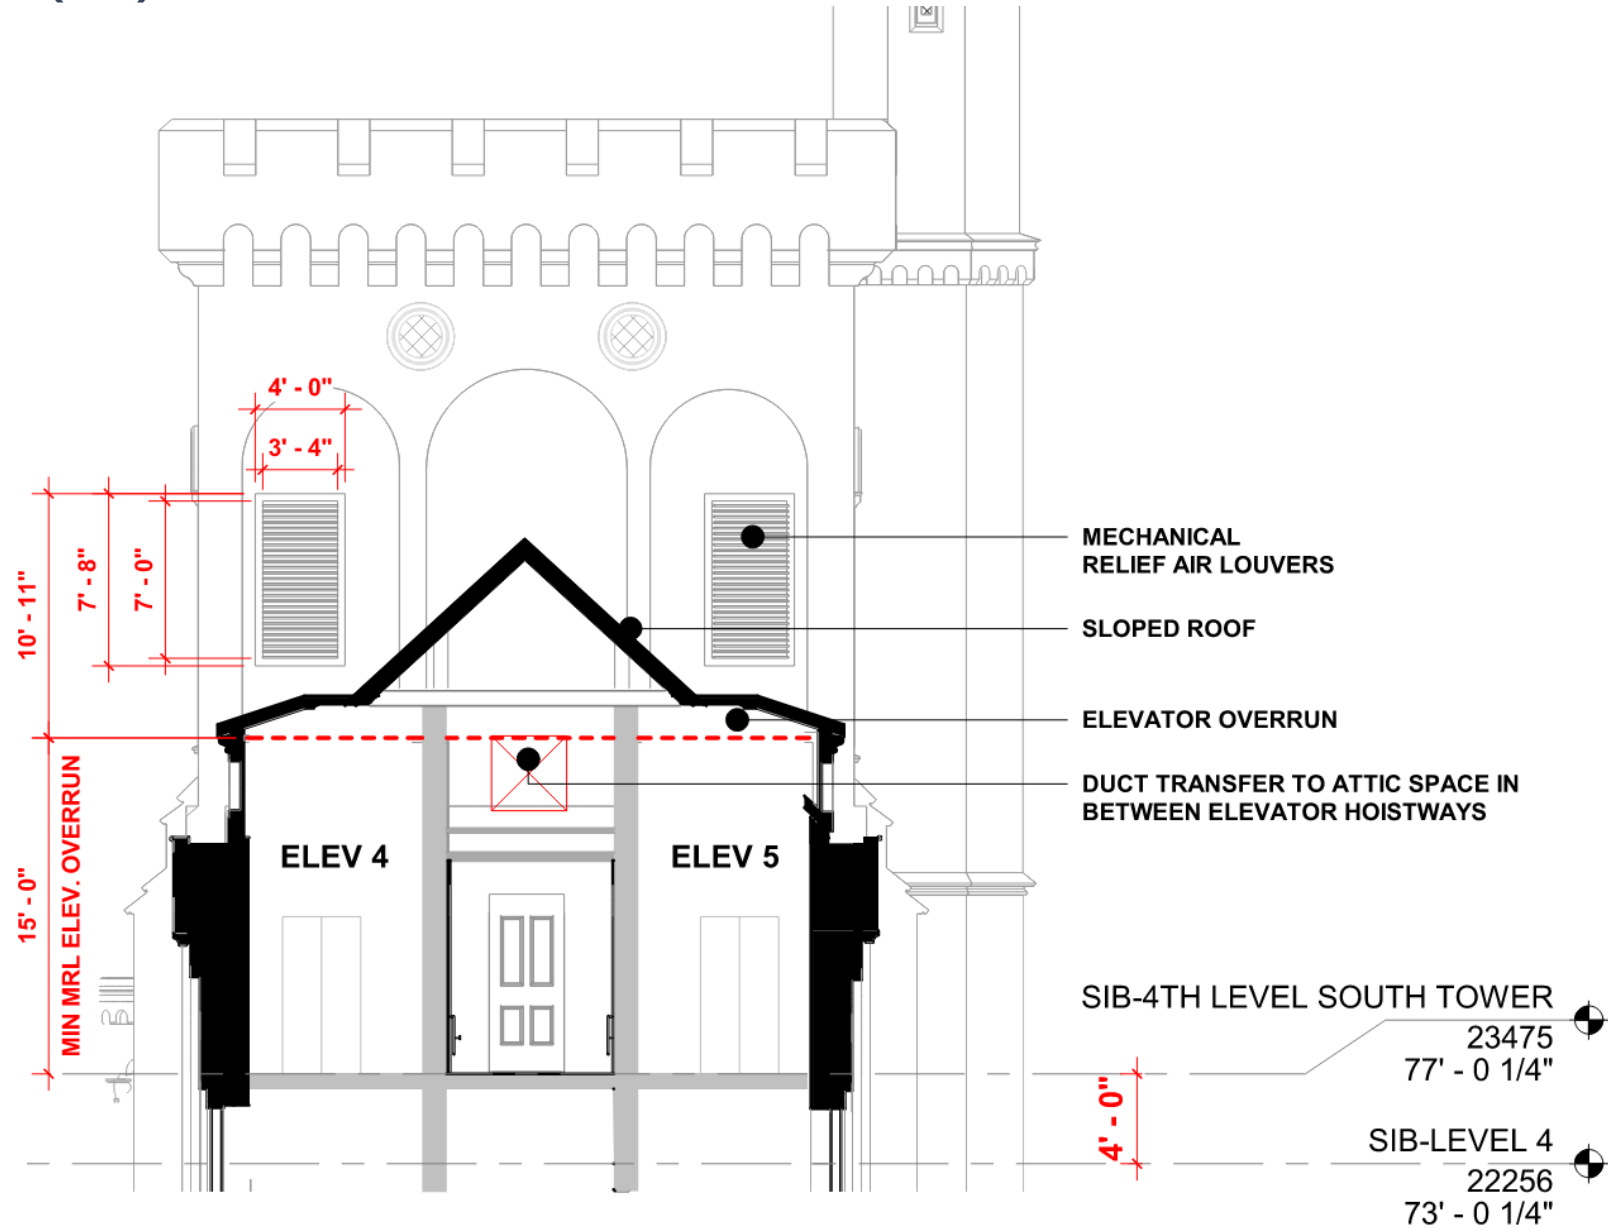 4' - 0"
3' - 4"
10' - 11"
7' - 8"
7' - 0"
MECHANICAL
RELIEF AIR LOUVERS
SLOPED ROOF
ELEVATOR OVERRUN
DUCT TRANSFER TO ATTIC SPACE IN
BETWEEN ELEVATOR HOISTWAYS
15' - 0"
MIN MRL ELEV. OVERRUN
ELEV 4
ELEV 5
SIB-4TH LEVEL SOUTH TOWER
23475
77' - 0 1/4"
4' - 0"
SIB-LEVEL 4
22256
73' - 0 1/4"